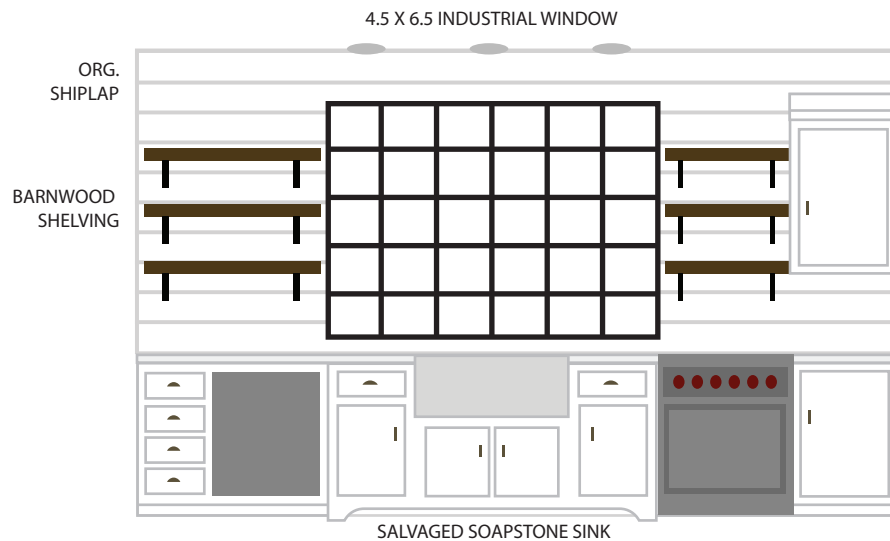 4.5 X 6.5 INDUSTRIAL WINDOW
ORG.
SHIPLAP
BARNWOOD
SHELVING
SALVAGED SOAPSTONE SINK